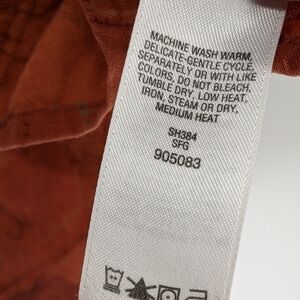 MACHINE WASH WARM,
DELICATE-GENTLE CYCLE,
SEPARATELY OR WITH LIKE
COLORS, DO NOT BLEACH,
TUMBLE DRY, LOW HEAT,
IRON, STEAM OR DRY,
MEDIUM HEAT
SH384
SFG
905083